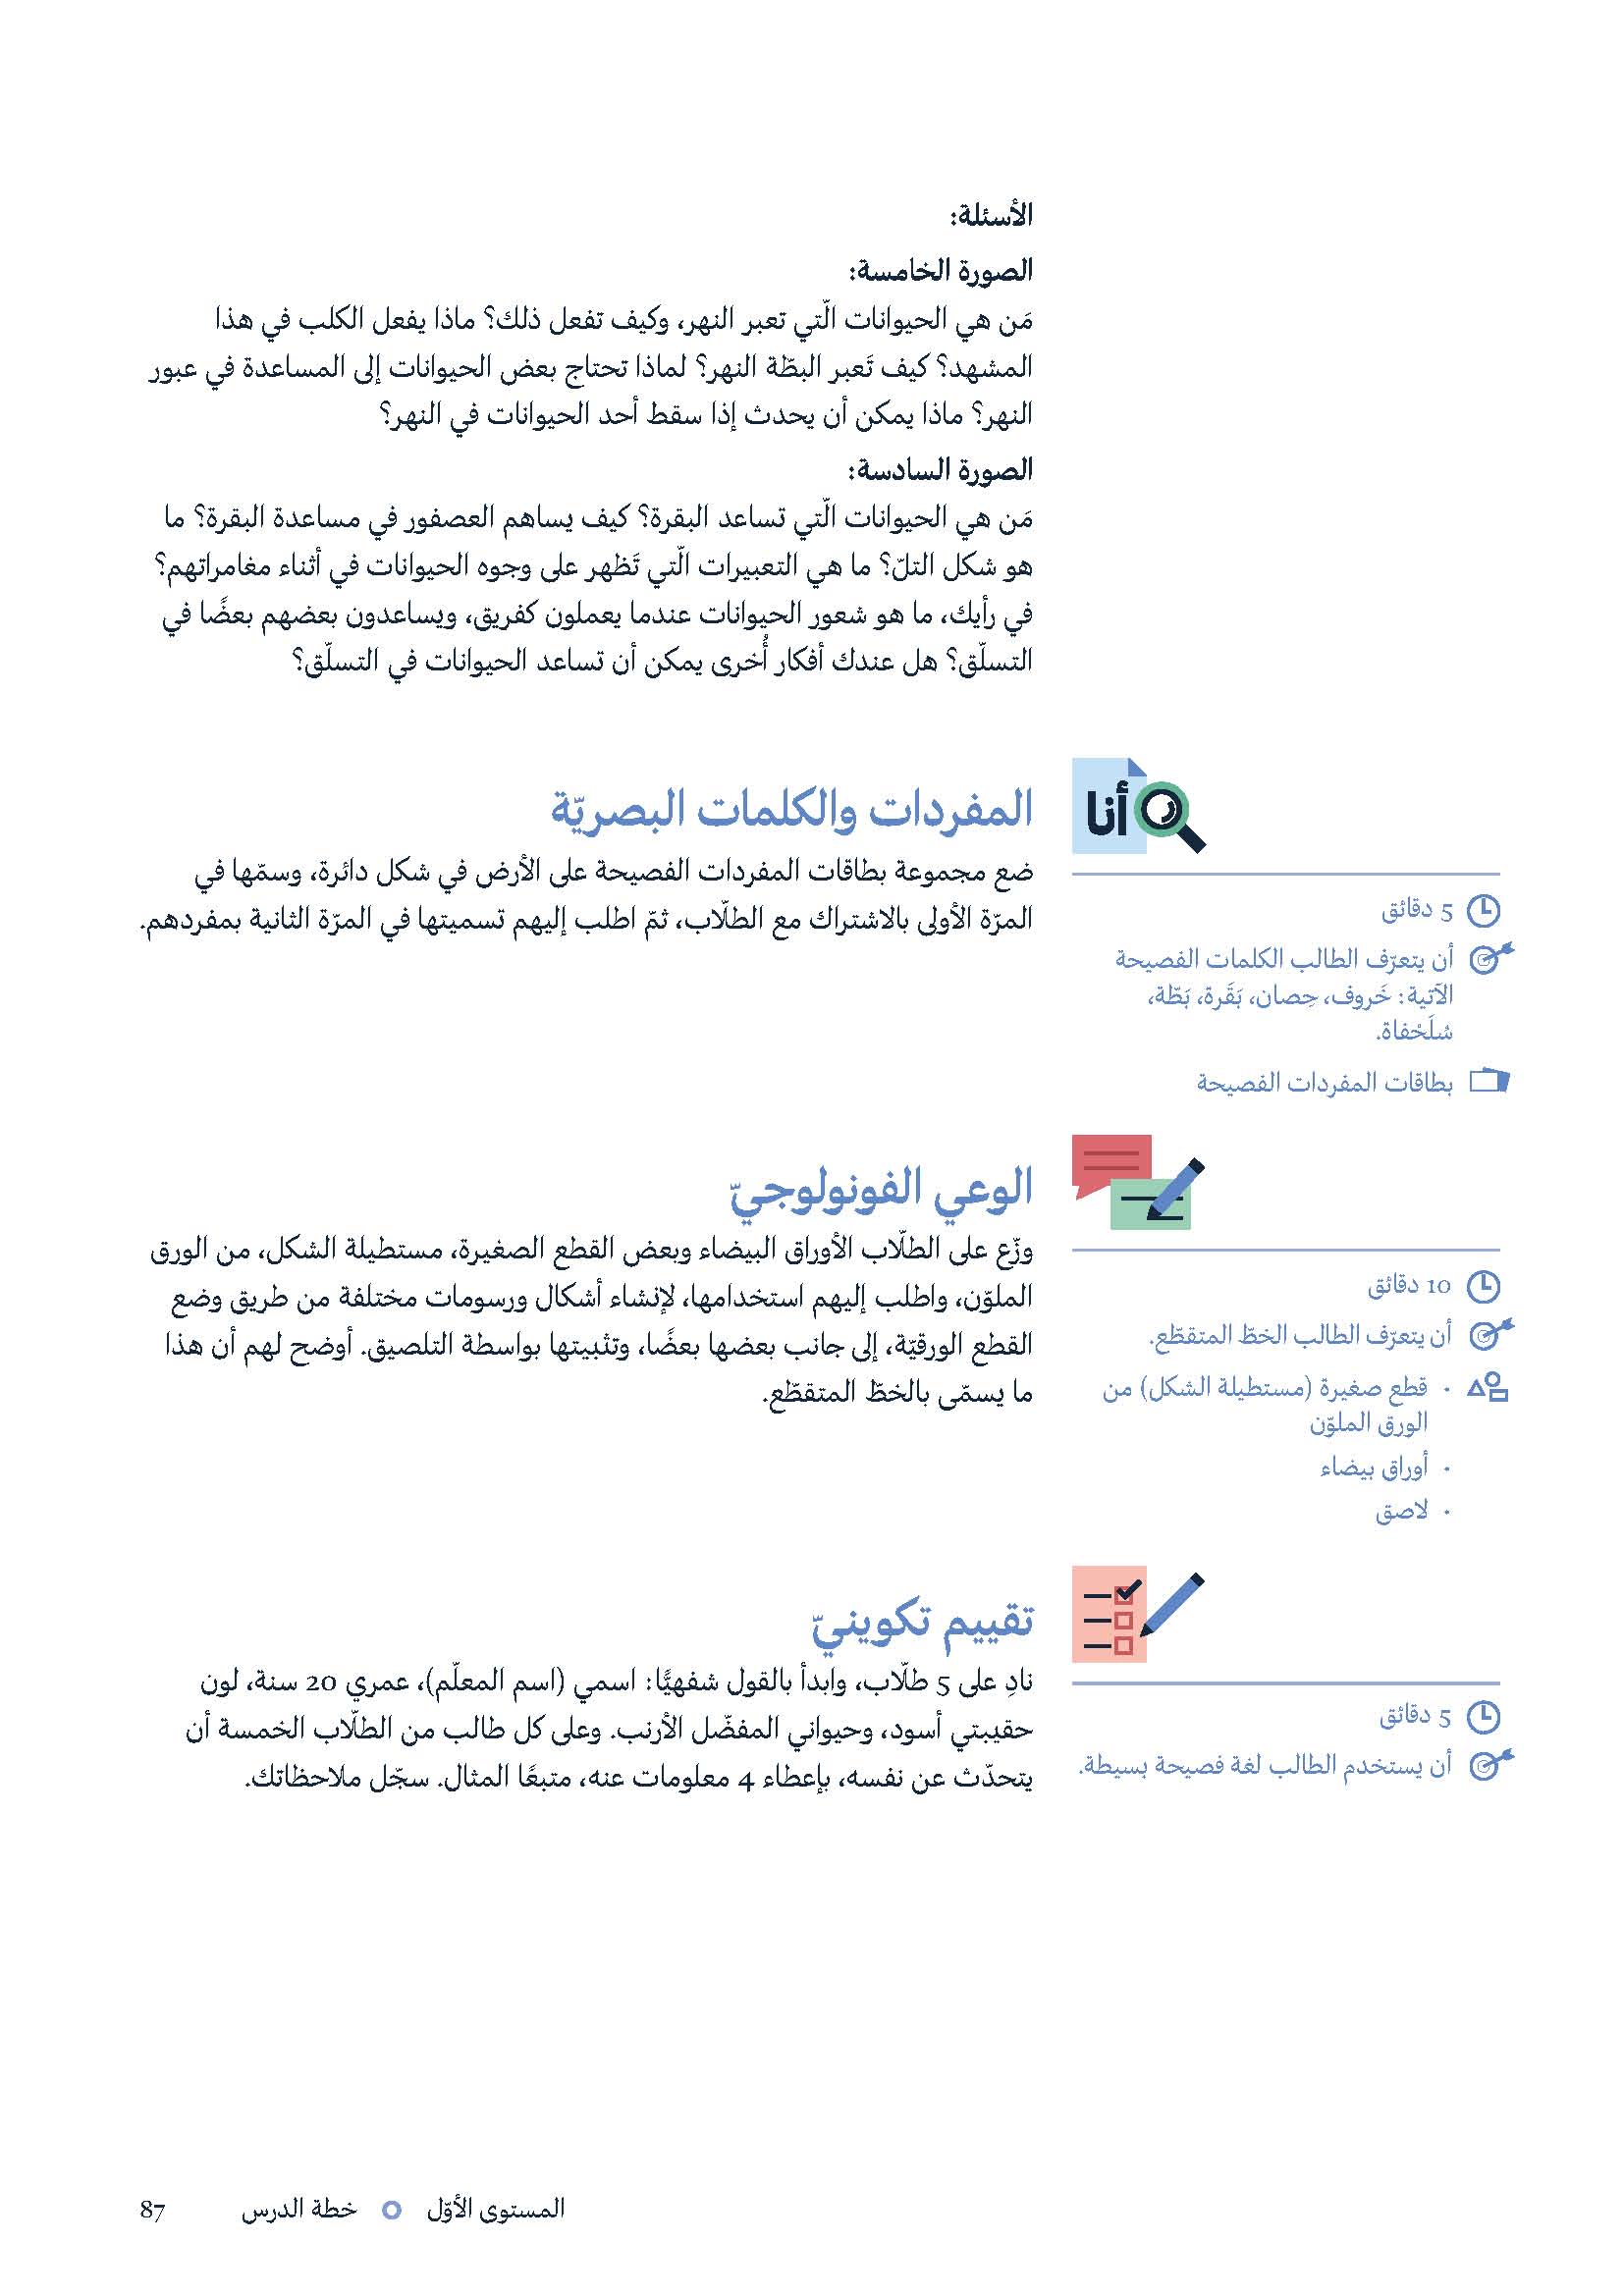 الأسئلة:
الصورة الخامسة:
مَن هي الحيوانات الّتي تعبر النهر، وكيف تفعل ذلك؟ ماذا يفعل الكلب في هذا
المشهد؟ كيف تَعبر البطّة النهر؟ لماذا تحتاج بعض الحيوانات إلى المساعدة في عبور
النهر؟ ماذا يمكن أن يحدث إذا سقط أحد الحيوانات في النهر؟
الصورة السادسة:
مَن هي الحيوانات الّتي تساعد البقرة؟ كيف يساهم العصفور في مساعدة البقرة؟ ما
هو شكل التلّ؟ ما هي التعبيرات الّتي تَظهر على وجوه الحيوانات في أثناء مغامراتهم؟
في رأيك، ما هو شعور الحيوانات عندما يعملون كفريق، ويساعدون بعضهم بعضًا في
التسلّق؟ هل عندك أفكار أُخرى يمكن أن تساعد الحيوانات في التسلّق؟
أنا
المفردات والكلمات البصريّة
ضع مجموعة بطاقات المفردات الفصيحة على الأرض في شكل دائرة، وسمّها في
المرّة الأولى بالاشتراك مع الطلّاب، ثمّ اطلب إليهم تسميتها في المرّة الثانية بمفردهم.
5 دقائق
أن يتعرّف الطالب الكلمات الفصيحة
الآتية: خَروف، حِصان، بَقَرة، بَطّة،
سُلَحْفاة.
بطاقات المفردات الفصيحة
الوعي الفونولوجيّ
وزّع على الطلّاب الأوراق البيضاء وبعض القطع الصغيرة، مستطيلة الشكل، من الورق
الملوّن، واطلب إليهم استخدامها، لإنشاء أشكال ورسومات مختلفة من طريق وضع
القطع الورقيّة، إلى جانب بعضها بعضًا، وتثبيتها بواسطة التلصيق. أوضح لهم أن هذا
ما يسمّى بالخطّ المتقطّع.
10 دقائق
أن يتعرّف الطالب الخطّ المتقطّع.
• قطع صغيرة (مستطيلة الشكل) من
الورق الملوّن
• أوراق بيضاء
• لاصق
تقييم تكوينيّ
نادِ على 5 طلّاب، وابدأ بالقول شفهيًّا: اسمي (اسم المعلّم)، عمري 20 سنة، لون
حقيبتي أسود، وحيواني المفضّل الأرنب. وعلى كل طالب من الطلّاب الخمسة أن
يتحدّث عن نفسه، بإعطاء 4 معلومات عنه، متبعًا المثال. سجّل ملاحظاتك.
5 دقائق
أن يستخدم الطالب لغة فصيحة بسيطة.
المستوى الأوّل خطة الدرس 87